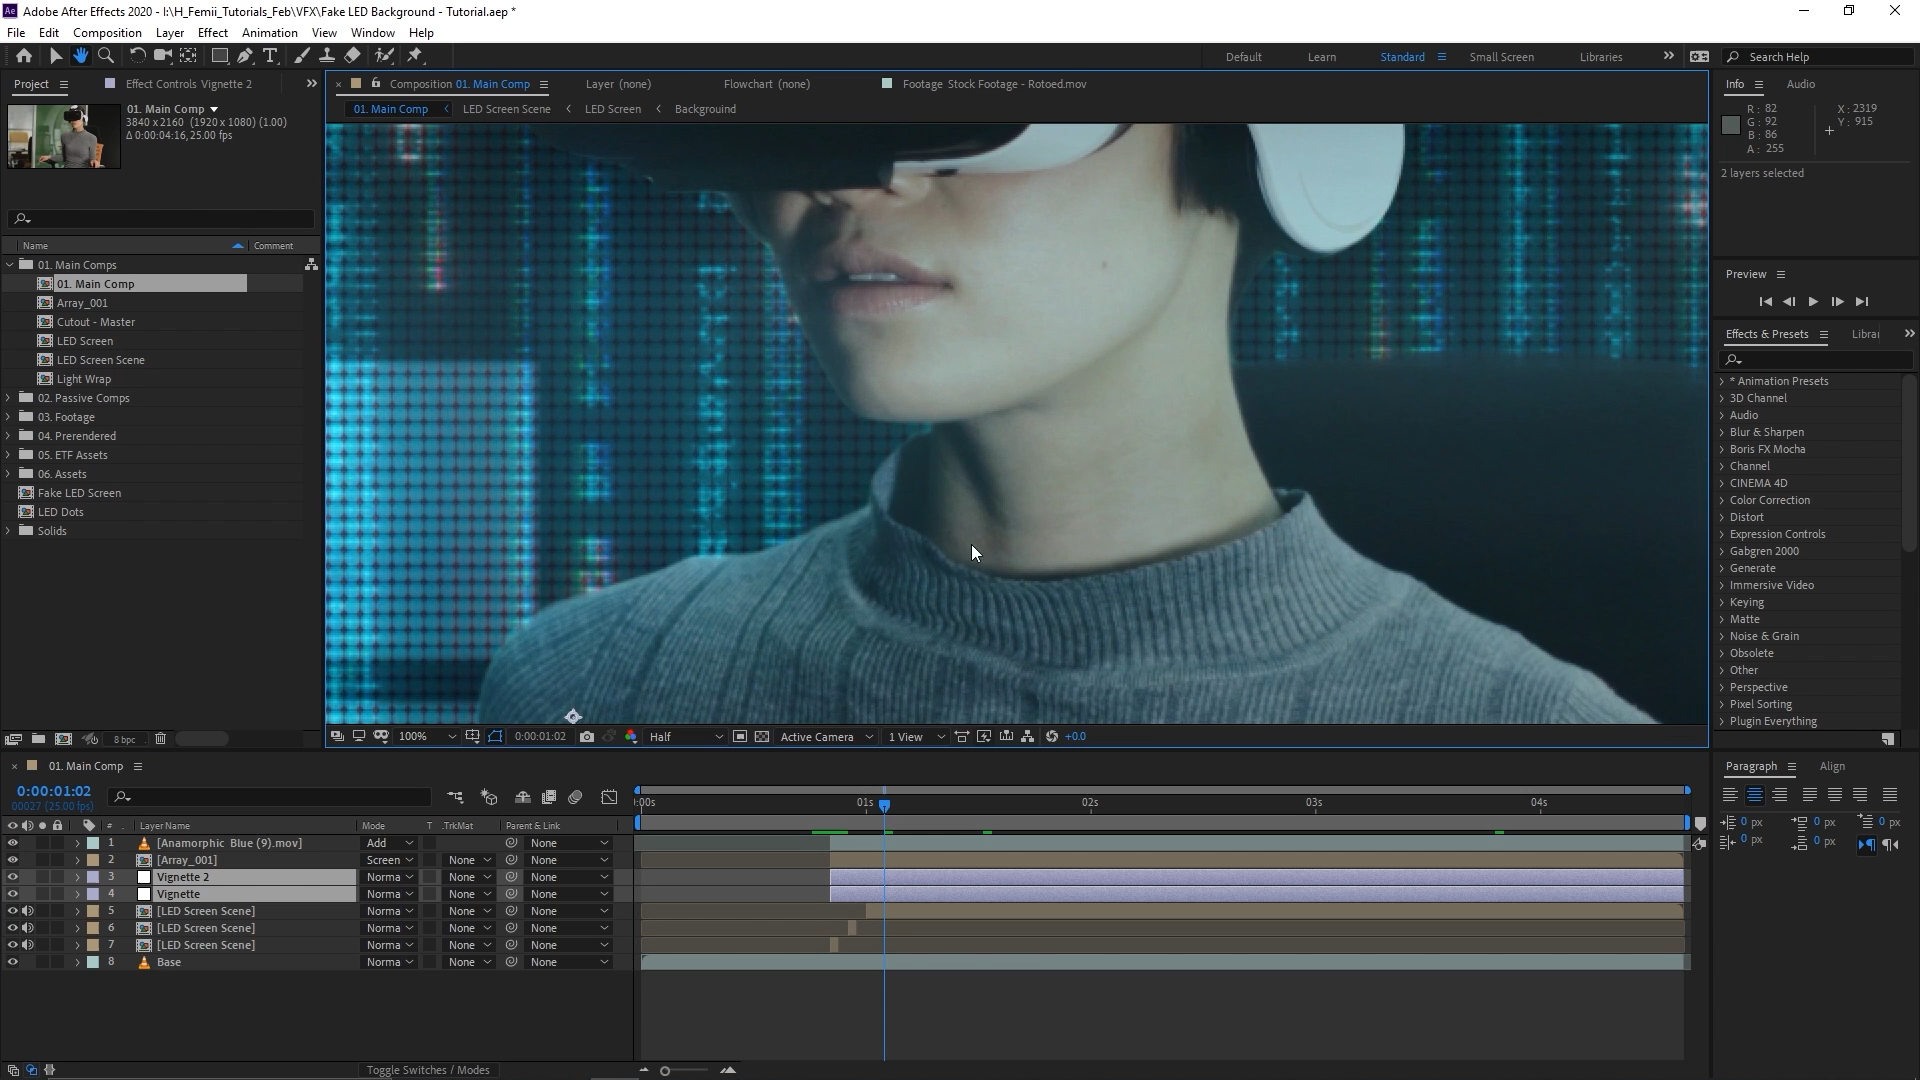 Ae Adobe After Effects 2020 - I:\H_Femii_Tutorials_Feb\VFX\Fake LED Background - Tutorial.aep *
File Edit Composition Layer Effect Animation View Window Help
Default Learn Standard Small Screen Libraries Search Help
Project Effect Controls Vignette 2
Composition 01. Main Comp Layer (none) Flowchart (none) Footage Stock Footage - Rotoed.mov
01. Main Comp LED Screen Scene LED Screen Background
01. Main Comp
3840 x 2160 (1920 x 1080) (1.00)
Δ 0:00:04:16, 25.00 fps
Name Comment
01. Main Comps
01. Main Comp
Array_001
Cutout - Master
LED Screen
LED Screen Scene
Light Wrap
02. Passive Comps
03. Footage
04. Prerendered
05. ETF Assets
06. Assets
Fake LED Screen
LED Dots
Solids
8 bpc
100% 0:00:01:02 Half Active Camera 1 View +0.0
Info Audio
R: 82 X: 2319
G: 92 Y: 915
B: 86
A: 255
2 layers selected
Preview
Effects & Presets Librar
* Animation Presets
3D Channel
Audio
Blur & Sharpen
Boris FX Mocha
Channel
CINEMA 4D
Color Correction
Distort
Expression Controls
Gabgren 2000
Generate
Immersive Video
Keying
Matte
Noise & Grain
Obsolete
Other
Perspective
Pixel Sorting
Plugin Everything
Paragraph Align
0 px 0 px 0 px
0 px 0 px
01. Main Comp
0:00:01:02
00027 (25.00 fps)
:00s 01s 02s 03s 04s
# Layer Name Mode T .TrkMat Parent & Link
1 [Anamorphic Blue (9).mov] Add None
2 [Array_001] Screen None None
3 Vignette 2 Norma None None
4 Vignette Norma None None
5 [LED Screen Scene] Norma None None
6 [LED Screen Scene] Norma None None
7 [LED Screen Scene] Norma None None
8 Base Norma None None
Toggle Switches / Modes